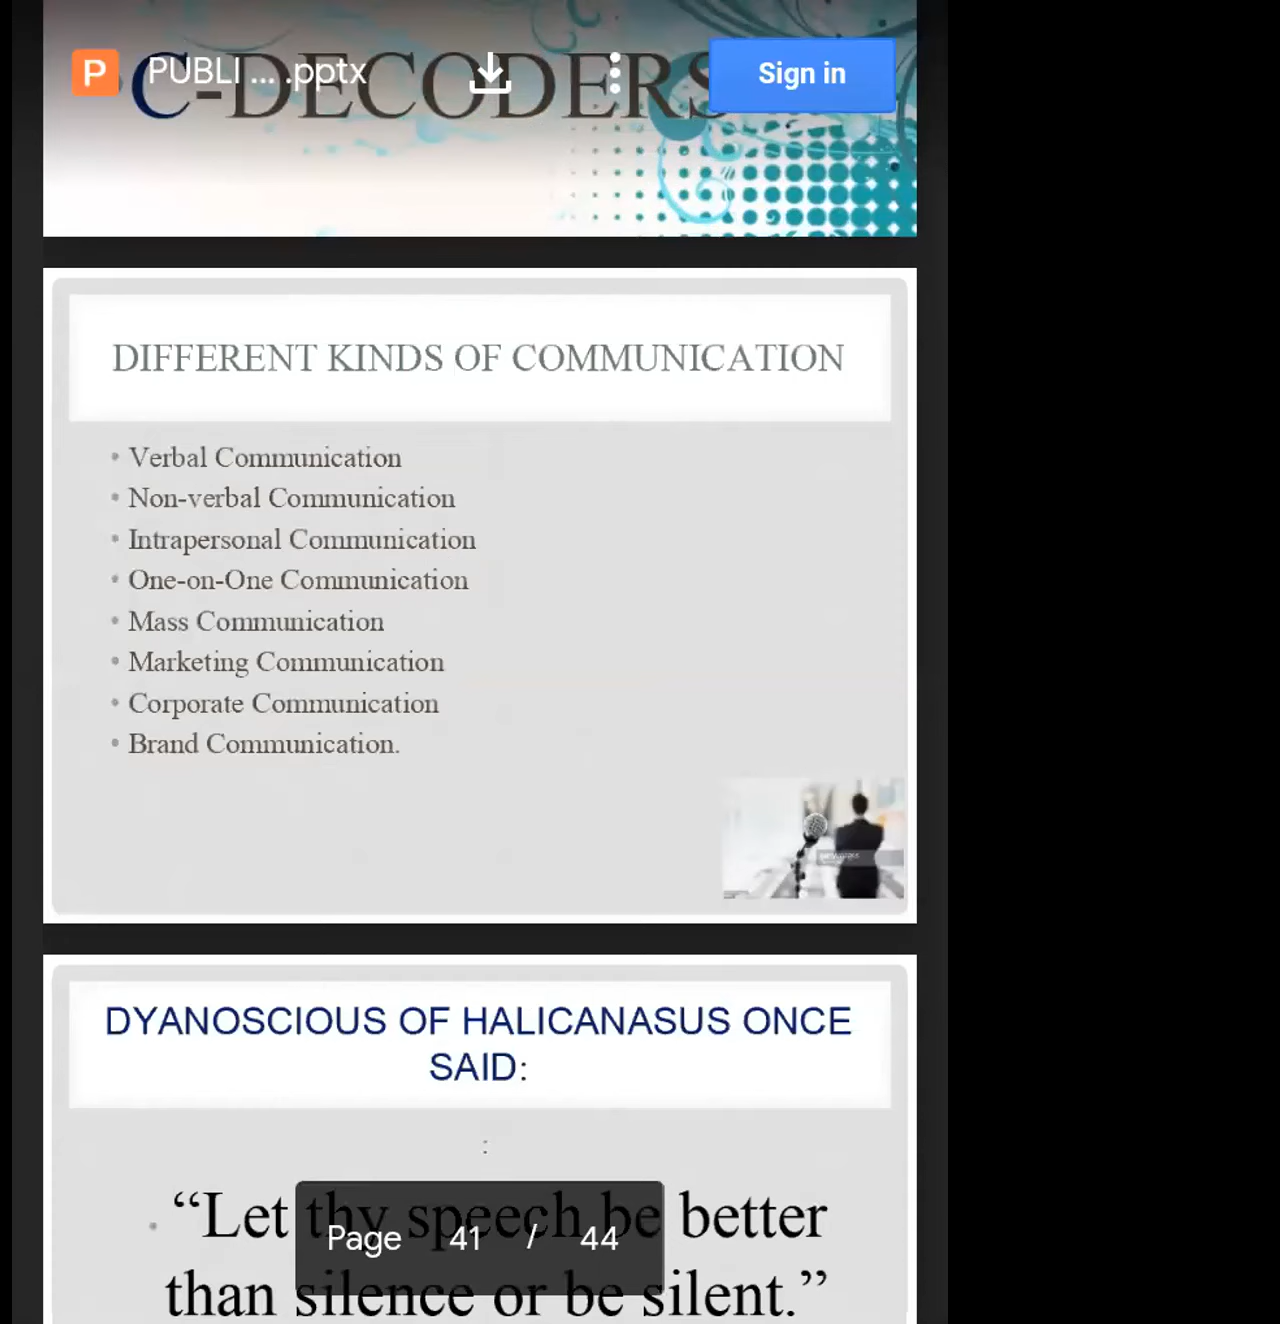 P PUBLI ... .pptx Sign in
C-DECODERS
DIFFERENT KINDS OF COMMUNICATION
• Verbal Communication
• Non-verbal Communication
• Intrapersonal Communication
• One-on-One Communication
• Mass Communication
• Marketing Communication
• Corporate Communication
• Brand Communication.
DYANOSCIOUS OF HALICANASUS ONCE
SAID:
:
• “Let thy speech be better
Page 41 / 44
than silence or be silent.”